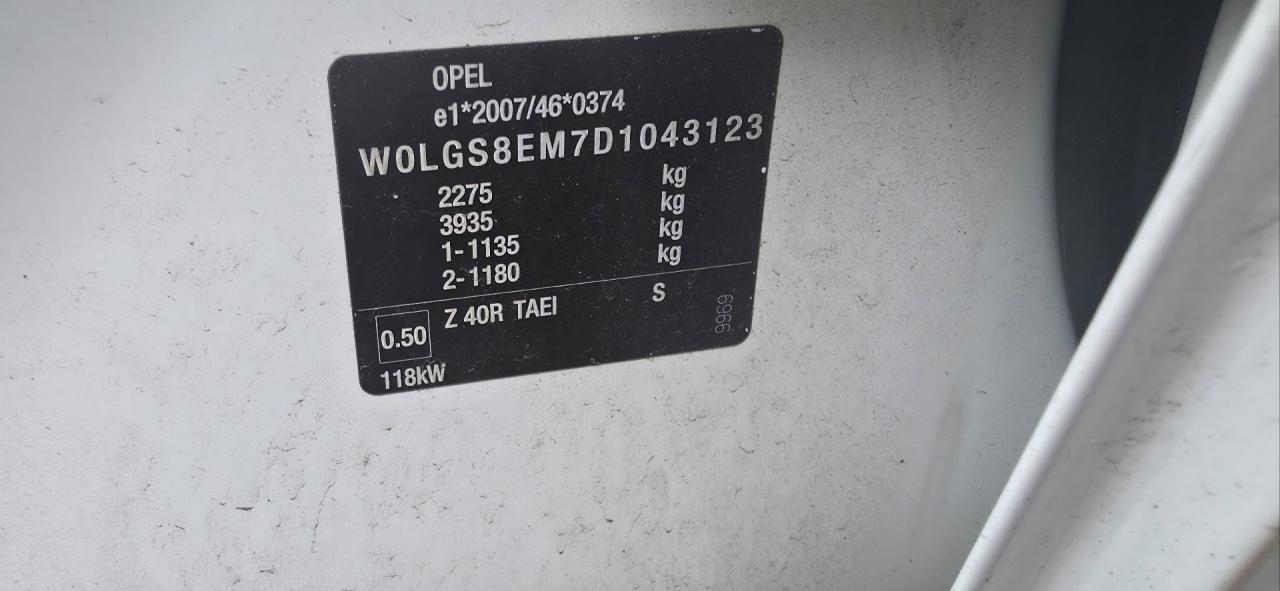 OPEL
e1*2007/46*0374
W0LGS8EM7D1043123
2275 kg
3935 kg
1-1135 kg
2-1180 kg
0.50 Z 40R TAEI S
118kW
9969